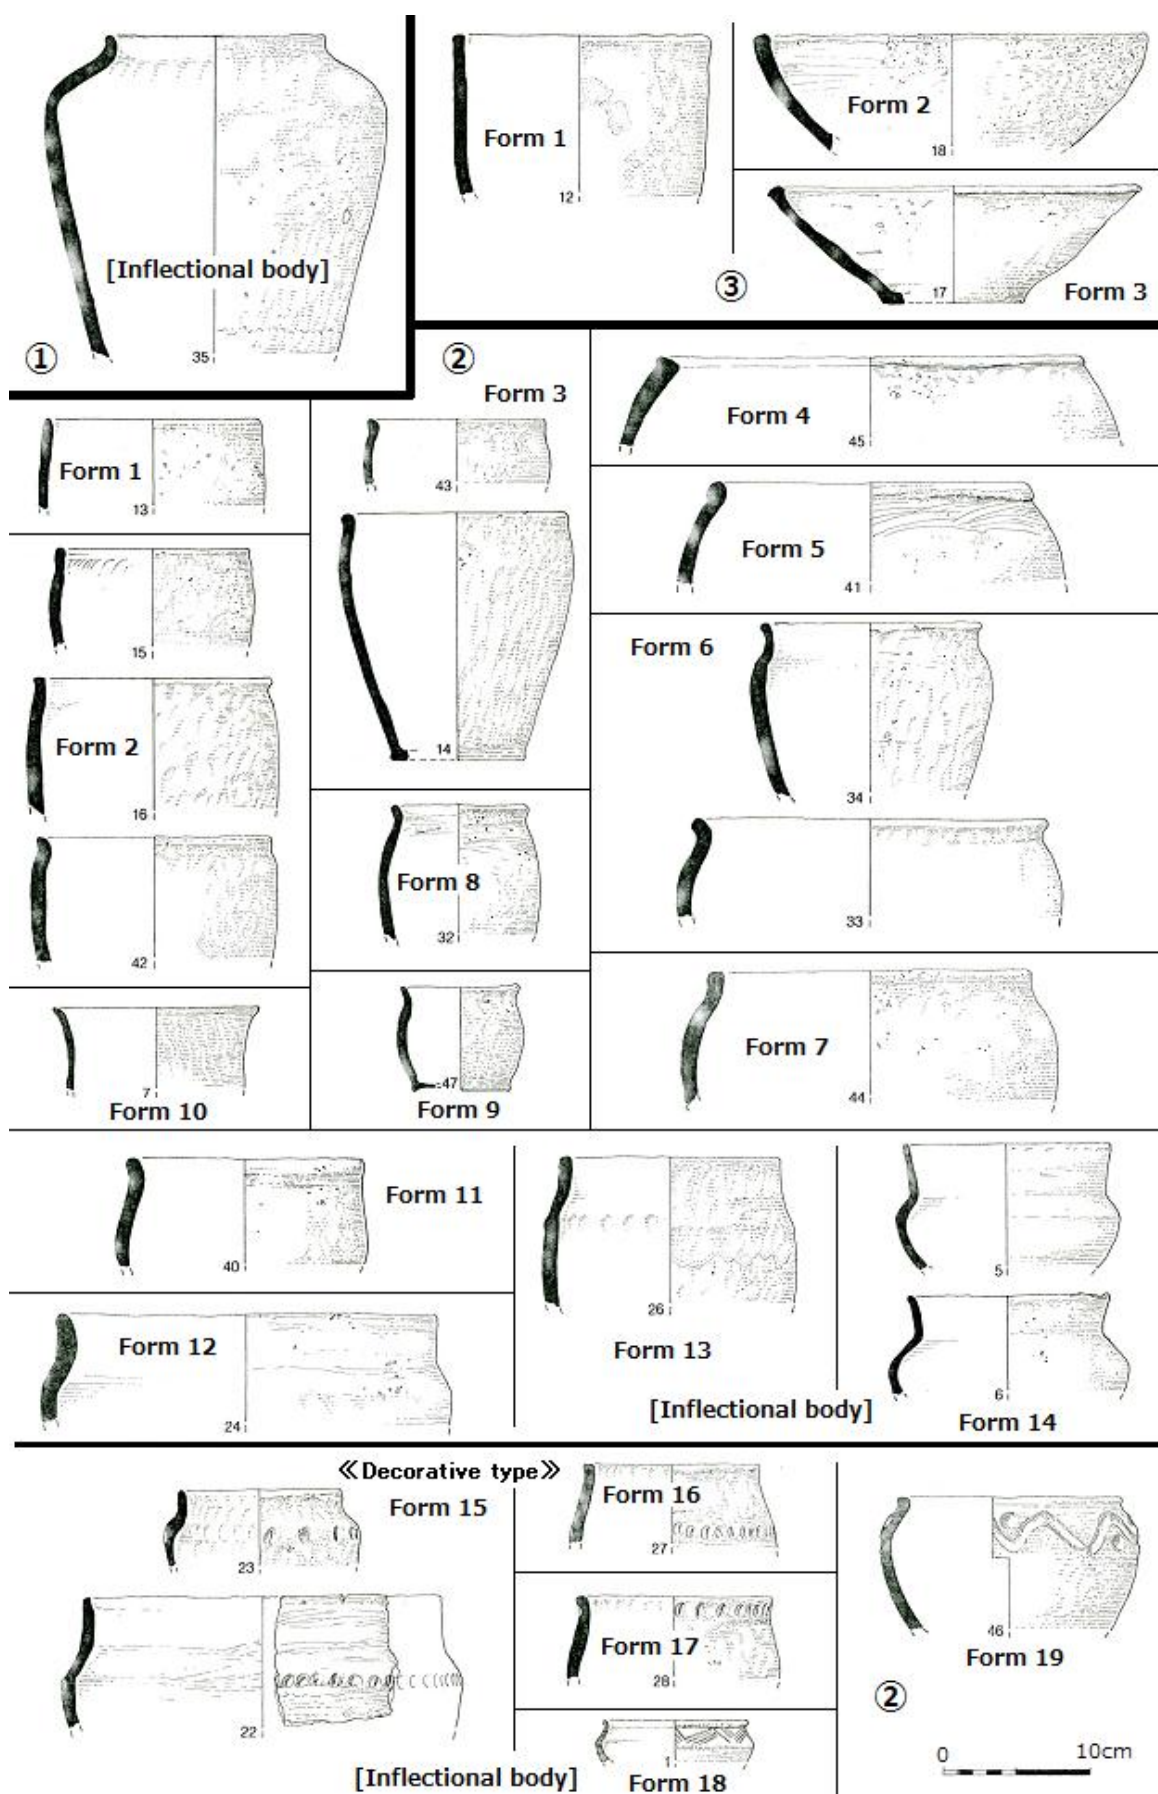 [Inflectional body]
①
35
Form 1
12
Form 2
18
③
17
Form 3
②
Form 3
Form 1
13
43
Form 4
45
Form 5
41
15
Form 2
16
14
Form 6
34
42
Form 8
32
33
7
Form 10
47
Form 9
Form 7
44
Form 11
40
Form 12
24
26
Form 13
[Inflectional body]
5
6
Form 14
≪Decorative type≫
Form 15
23
22
[Inflectional body]
Form 16
27
Form 17
28
1
Form 18
46
Form 19
②
0 10cm